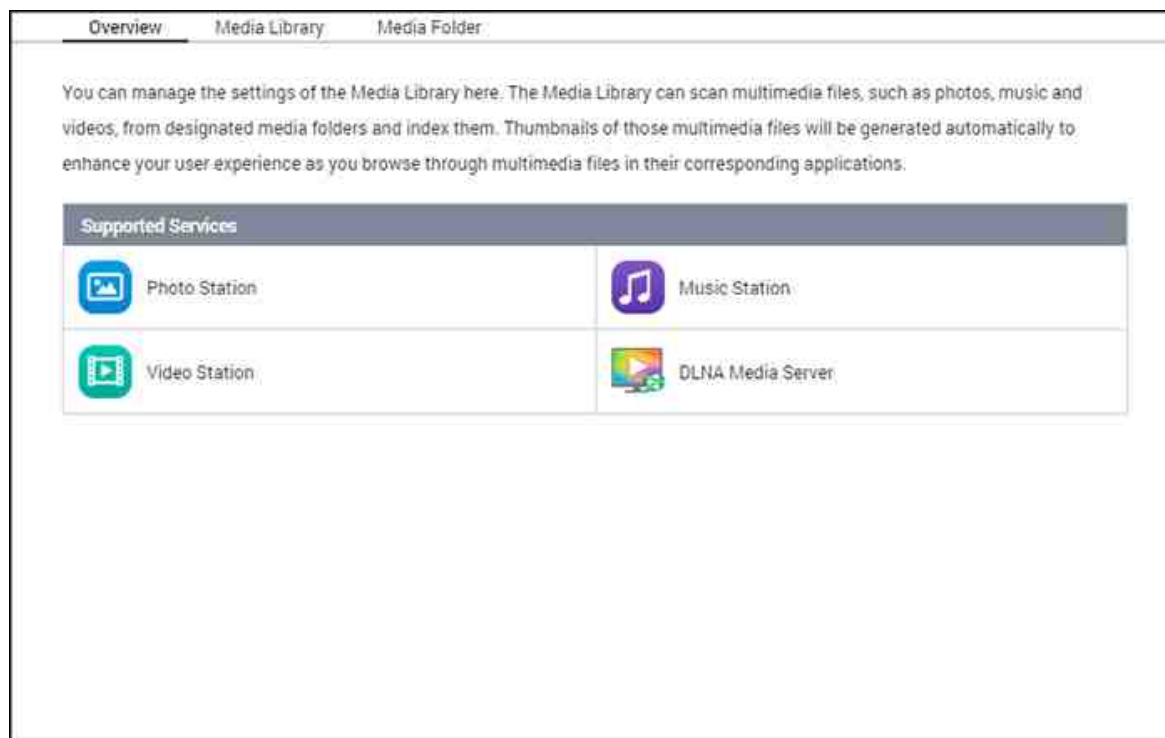 Overview Media Library Media Folder
You can manage the settings of the Media Library here. The Media Library can scan multimedia files, such as photos, music and
videos, from designated media folders and index them. Thumbnails of those multimedia files will be generated automatically to
enhance your user experience as you browse through multimedia files in their corresponding applications.
Supported Services
Photo Station Music Station
Video Station DLNA Media Server